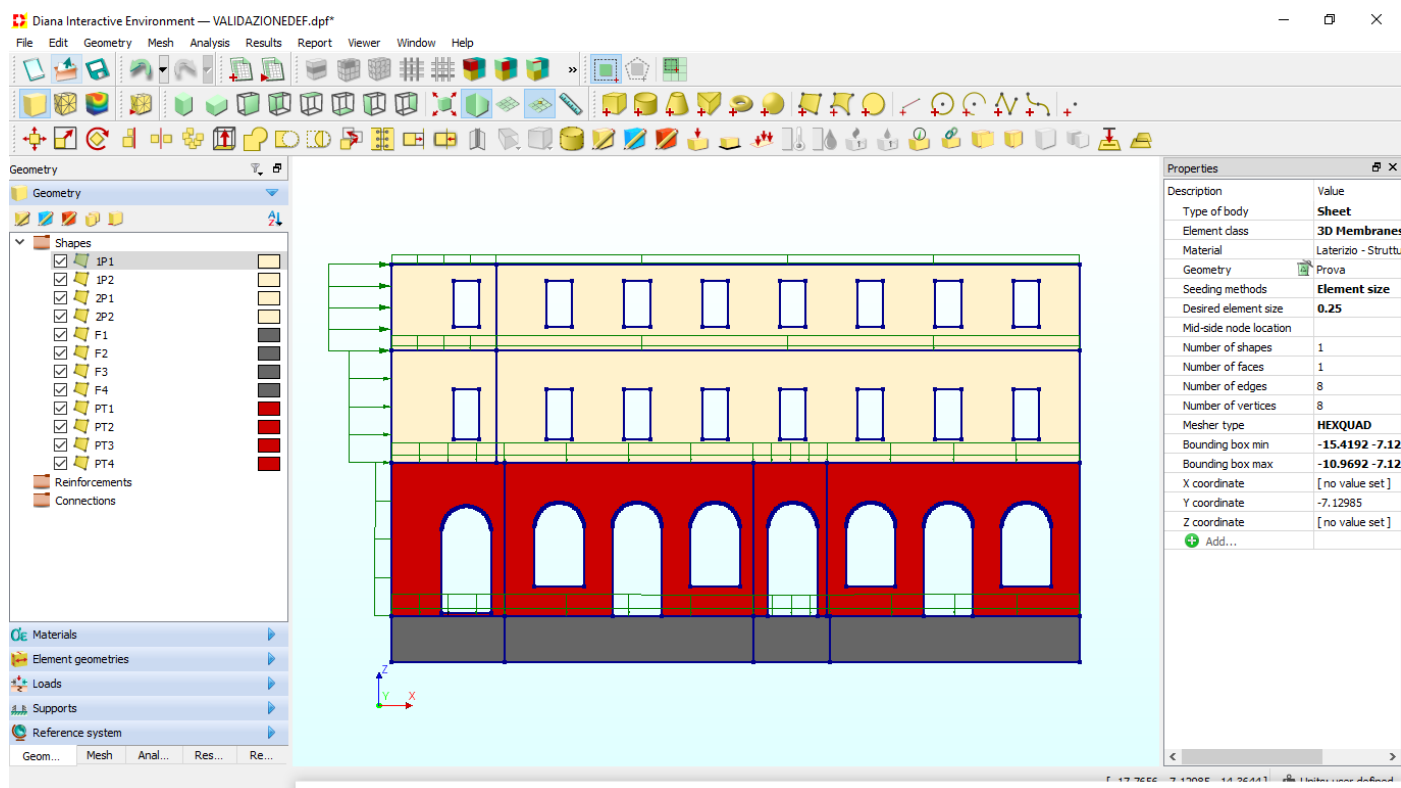 Diana Interactive Environment — VALIDAZIONEDEF.dpf*
File Edit Geometry Mesh Analysis Results Report Viewer Window Help
»
Geometry
Geometry
Shapes
1P1
1P2
2P1
2P2
F1
F2
F3
F4
PT1
PT2
PT3
PT4
Reinforcements
Connections
Materials
Element geometries
Loads
Supports
Reference system
Geom... Mesh Anal... Res... Re...
Z
Y X
Properties
Description Value
Type of body Sheet
Element class 3D Membranes
Material Laterizio - Struttu
Geometry Prova
Seeding methods Element size
Desired element size 0.25
Mid-side node location
Number of shapes 1
Number of faces 1
Number of edges 8
Number of vertices 8
Mesher type HEXQUAD
Bounding box min -15.4192 -7.12
Bounding box max -10.9692 -7.12
X coordinate [ no value set ]
Y coordinate -7.12985
Z coordinate [ no value set ]
Add...